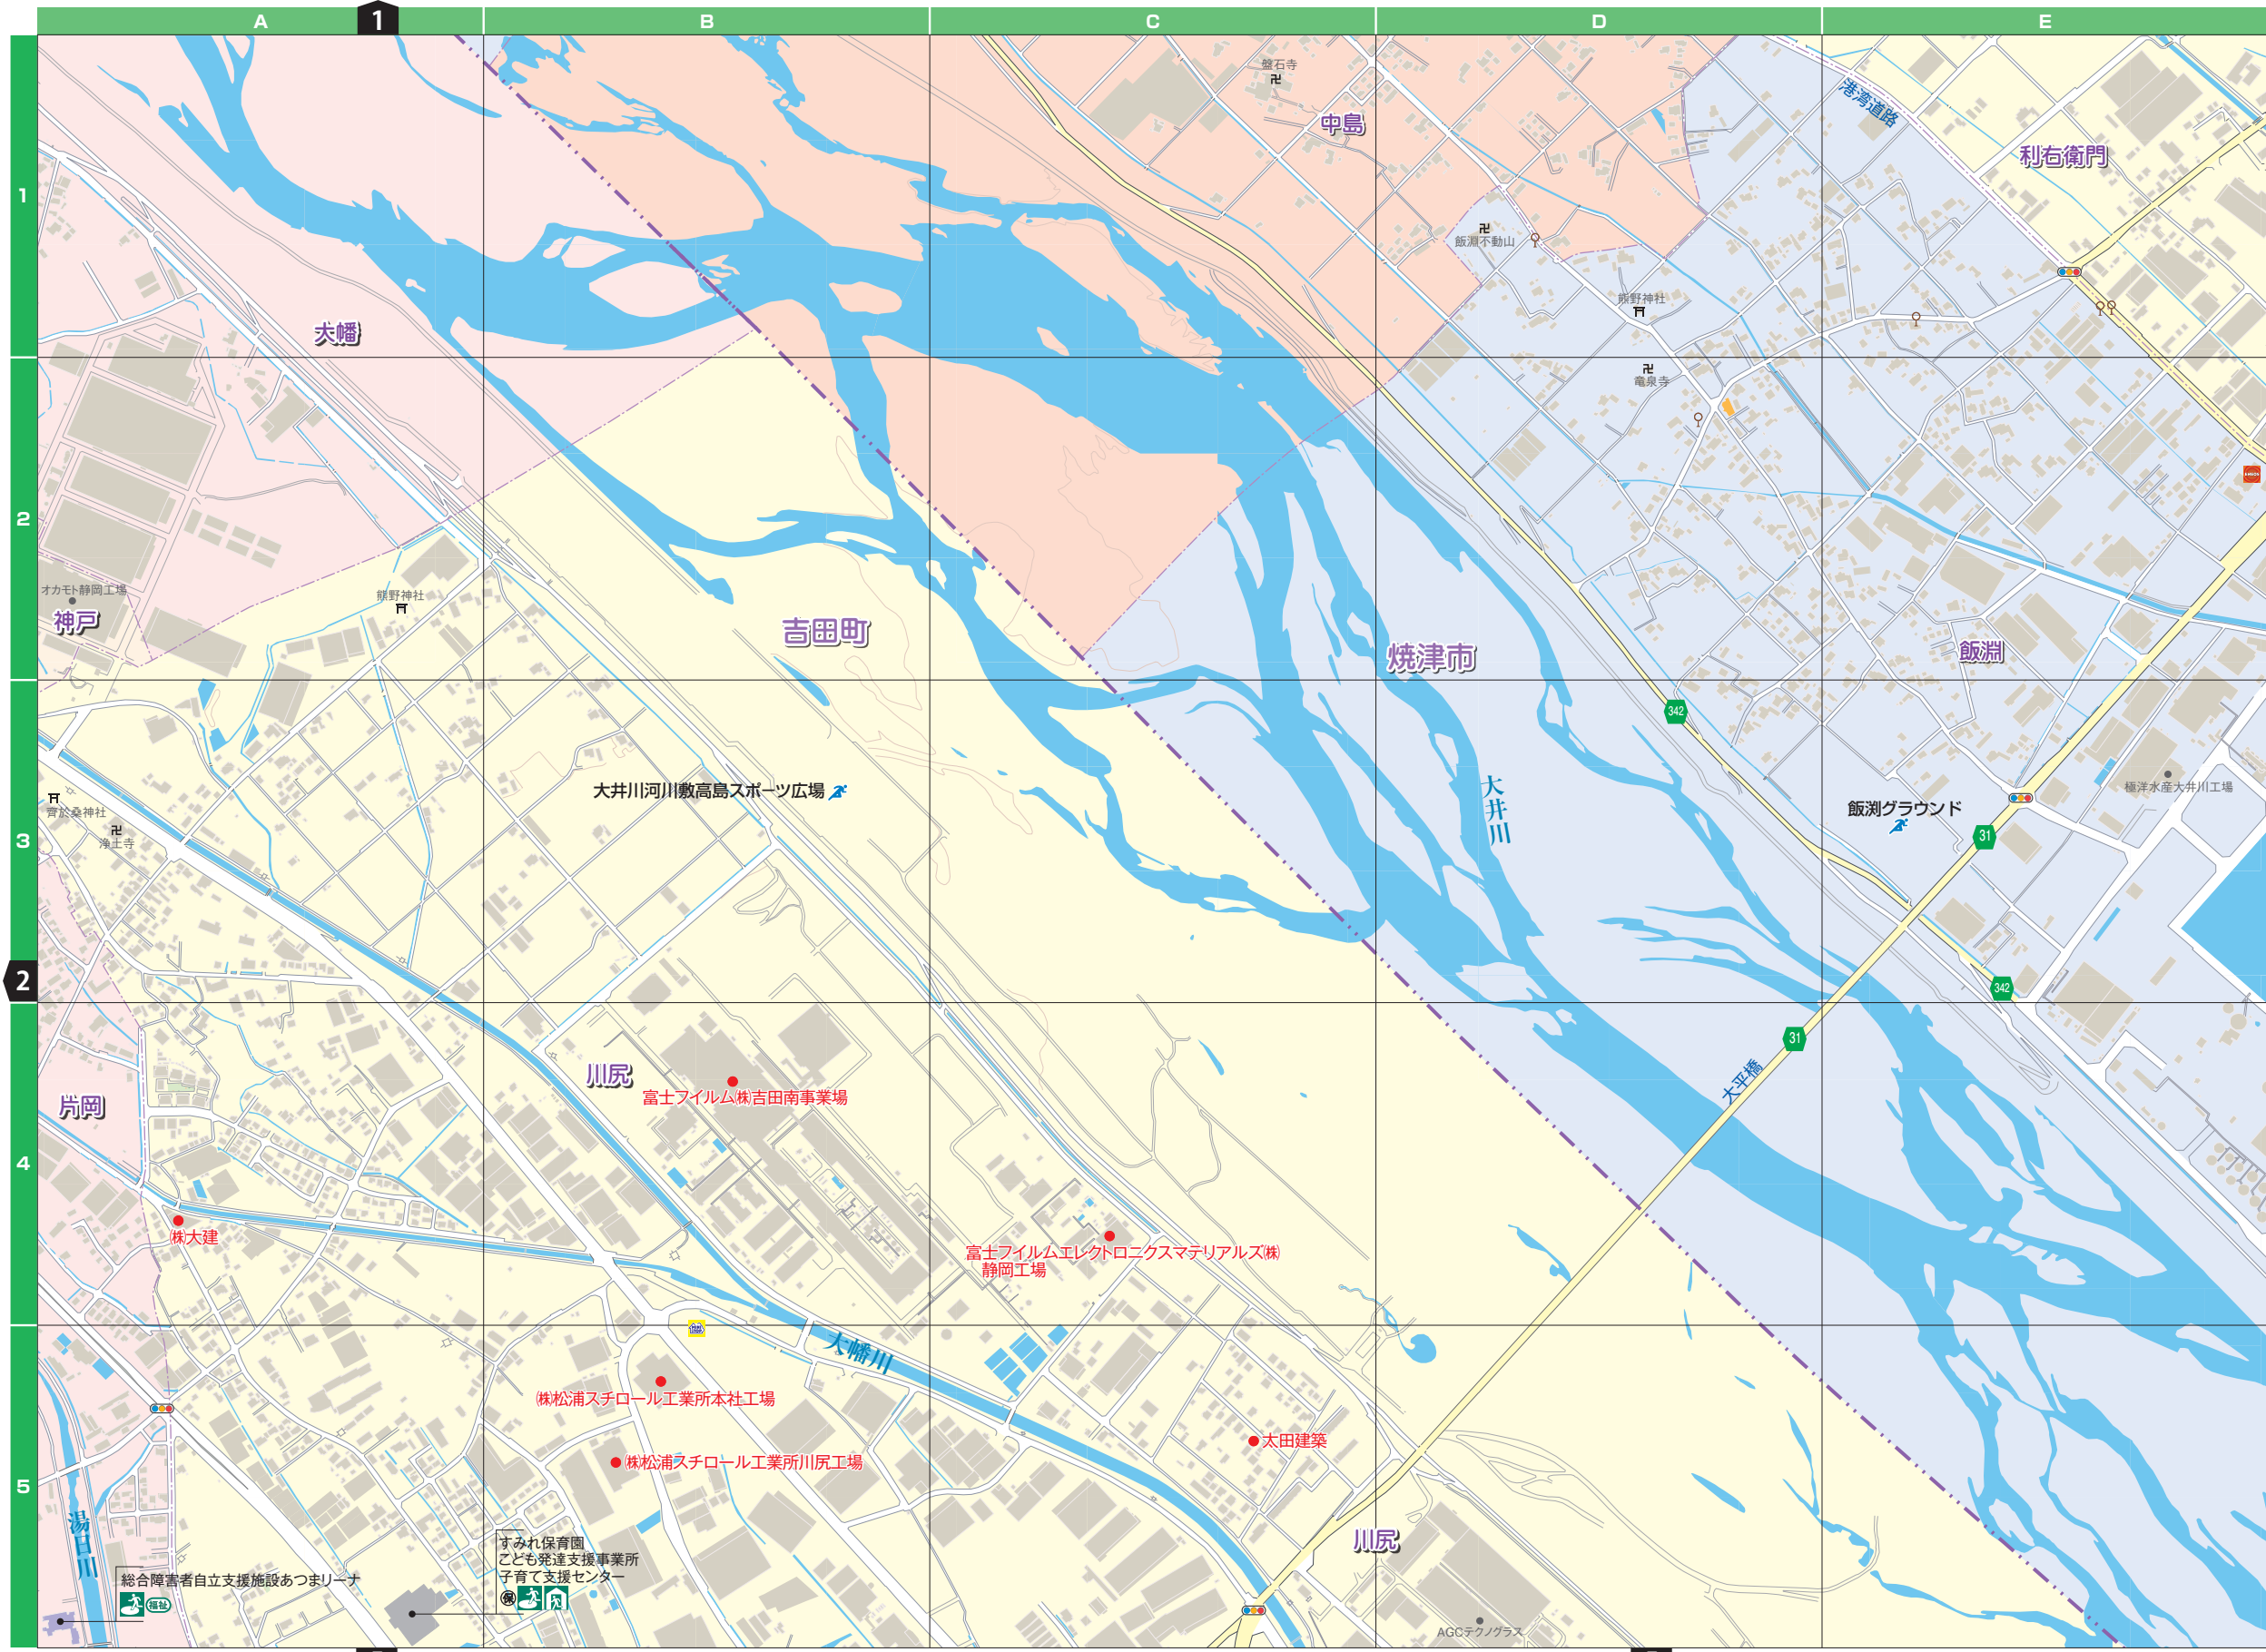 A
1
B
C
D
E
1
2
3
2
4
5
盤石寺
中島
港湾道路
利右衛門
飯淵不動山
熊野神社
大幡
竜泉寺
オカモト静岡工場
神戸
熊野神社
吉田町
焼津市
飯淵
342
大井川河川敷高島スポーツ広場
大井川
飯渕グラウンド
極洋水産大井川工場
31
齊於桑神社
浄土寺
342
31
大平橋
川尻
富士フイルム㈱吉田南事業場
片岡
㈱大建
富士フイルムエレクトロニクスマテリアルズ㈱
静岡工場
大幡川
㈱松浦スチロール工業所本社工場
太田建築
㈱松浦スチロール工業所川尻工場
湯日川
川尻
すみれ保育園
こども発達支援事業所
子育て支援センター
保
総合障害者自立支援施設あつまリーナ
福祉
AGCテクノグラス